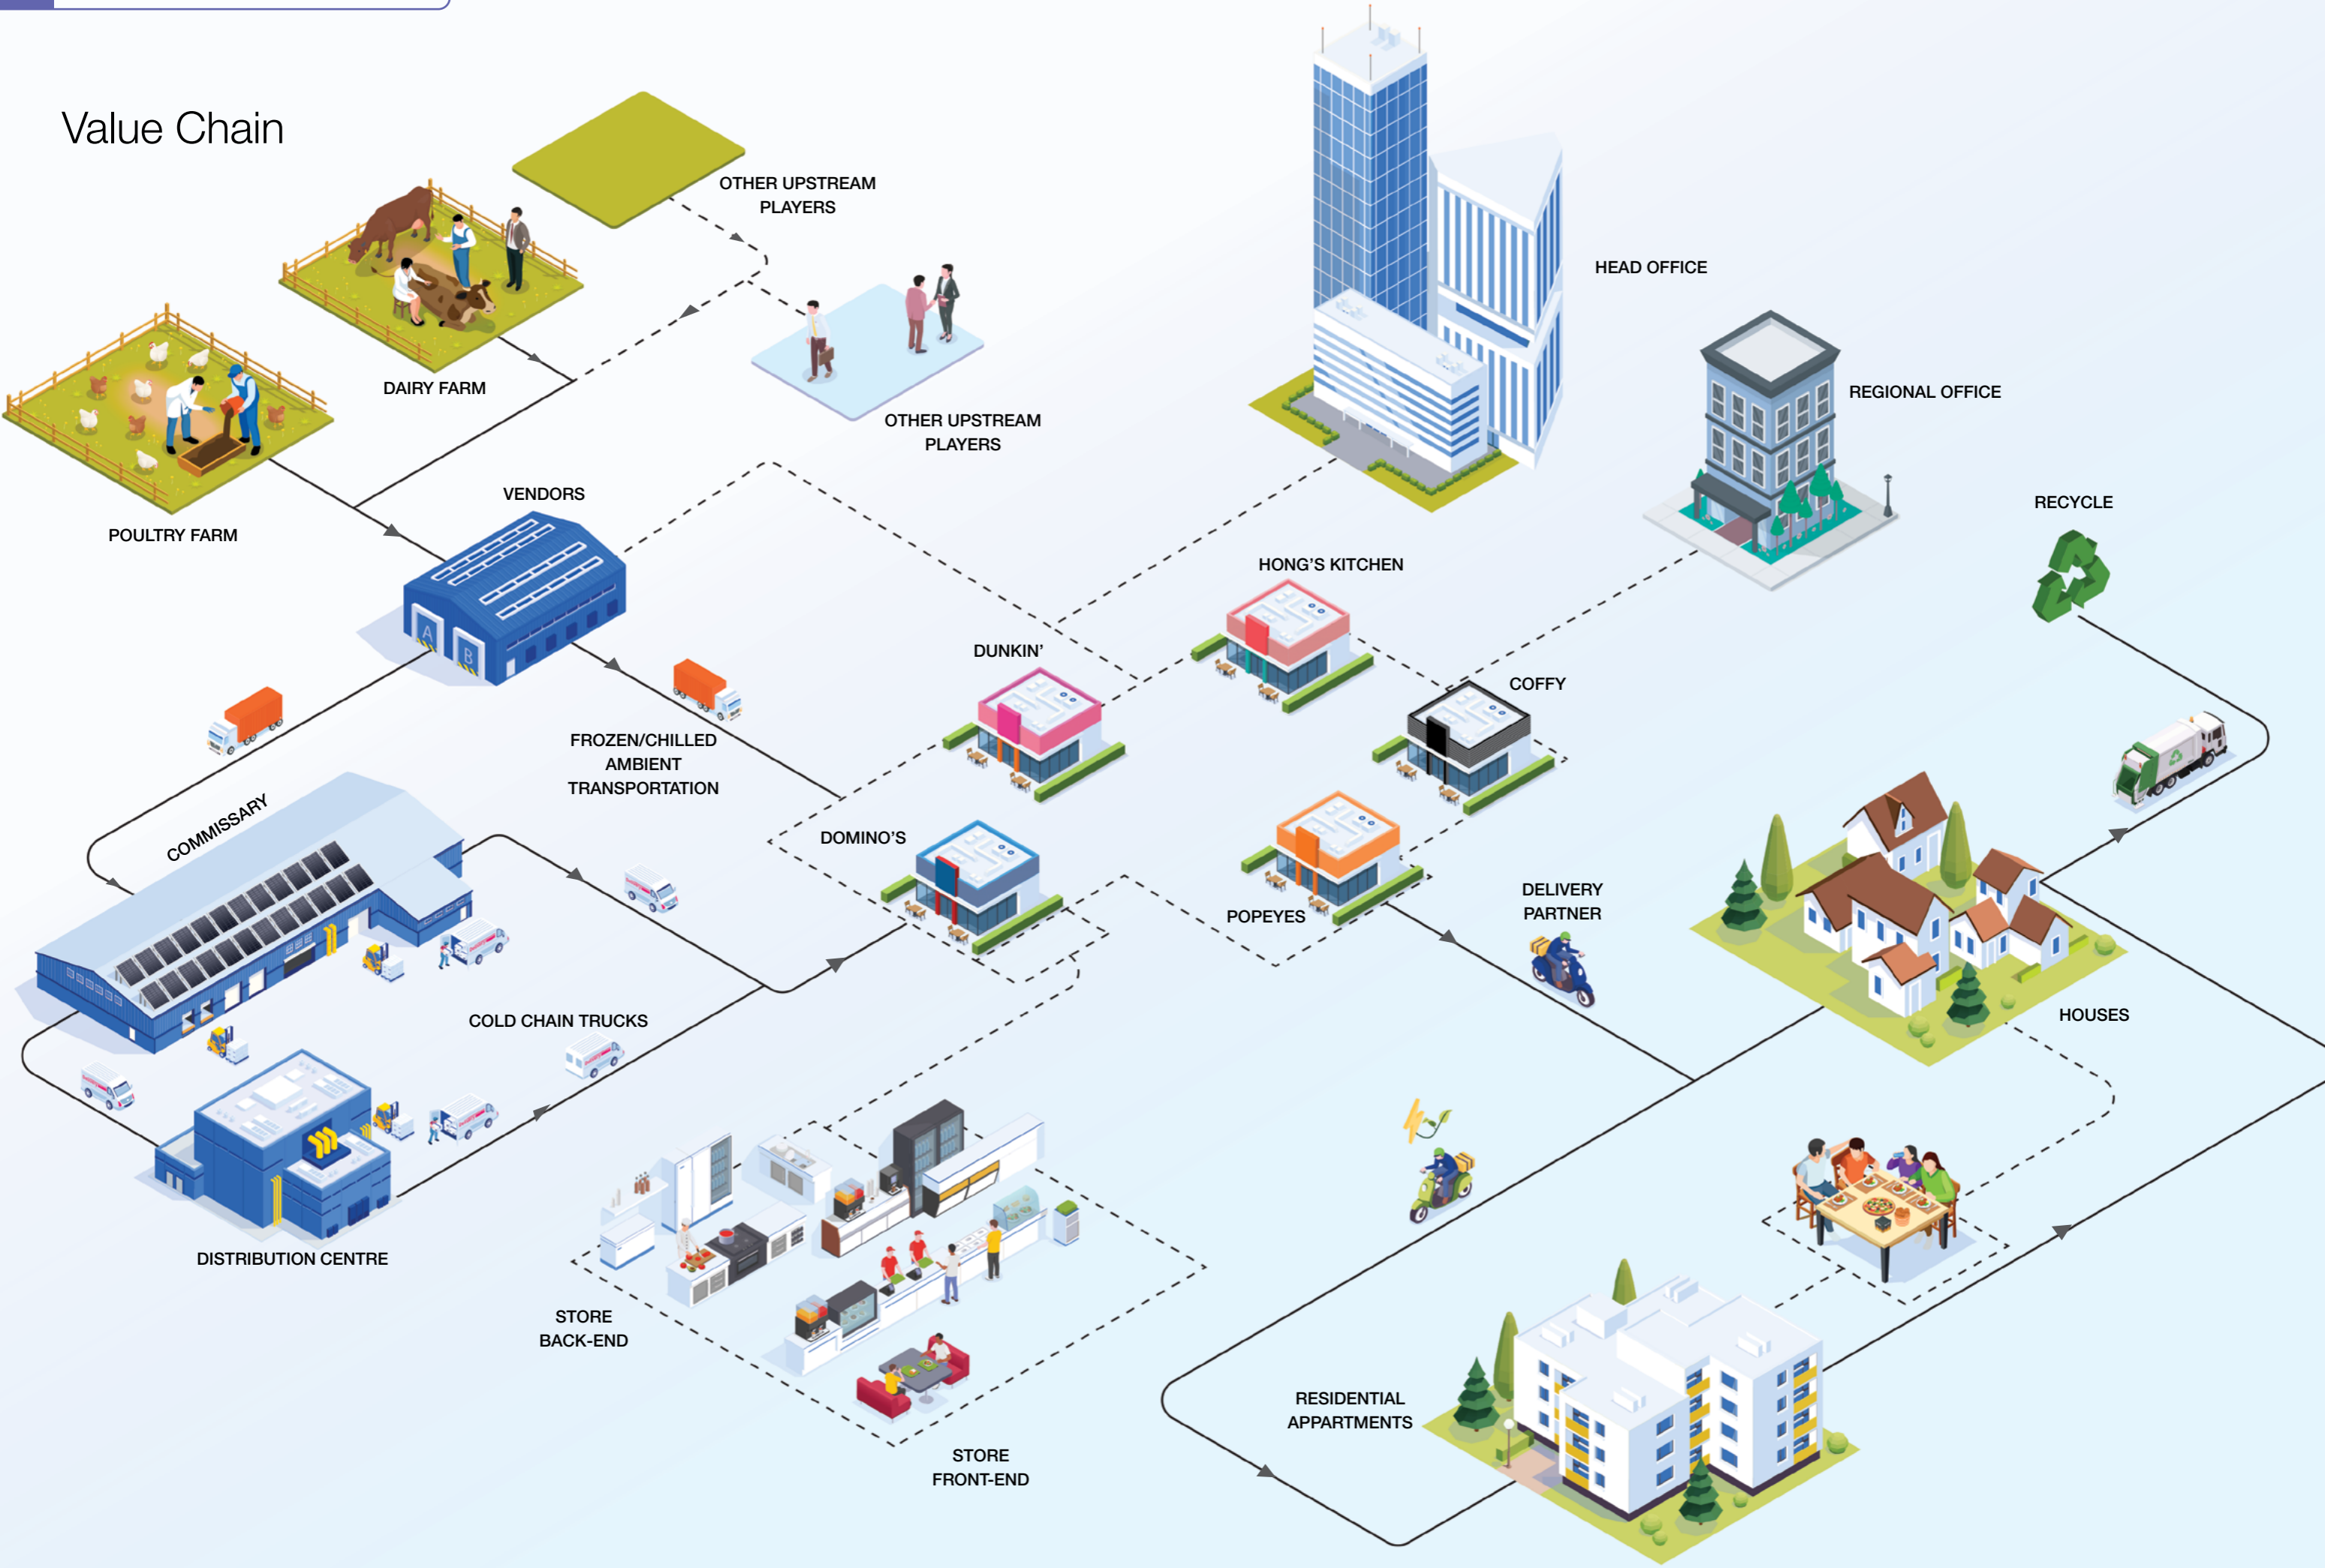 Value Chain
OTHER UPSTREAM
PLAYERS
HEAD OFFICE
DAIRY FARM
REGIONAL OFFICE
OTHER UPSTREAM
PLAYERS
VENDORS
RECYCLE
POULTRY FARM
HONG'S KITCHEN
A
B
DUNKIN'
COFFY
FROZEN/CHILLED
AMBIENT
TRANSPORTATION
COMMISSARY
DOMINO'S
DELIVERY
PARTNER
POPEYES
COLD CHAIN TRUCKS
HOUSES
DISTRIBUTION CENTRE
STORE
BACK-END
RESIDENTIAL
APPARTMENTS
STORE
FRONT-END